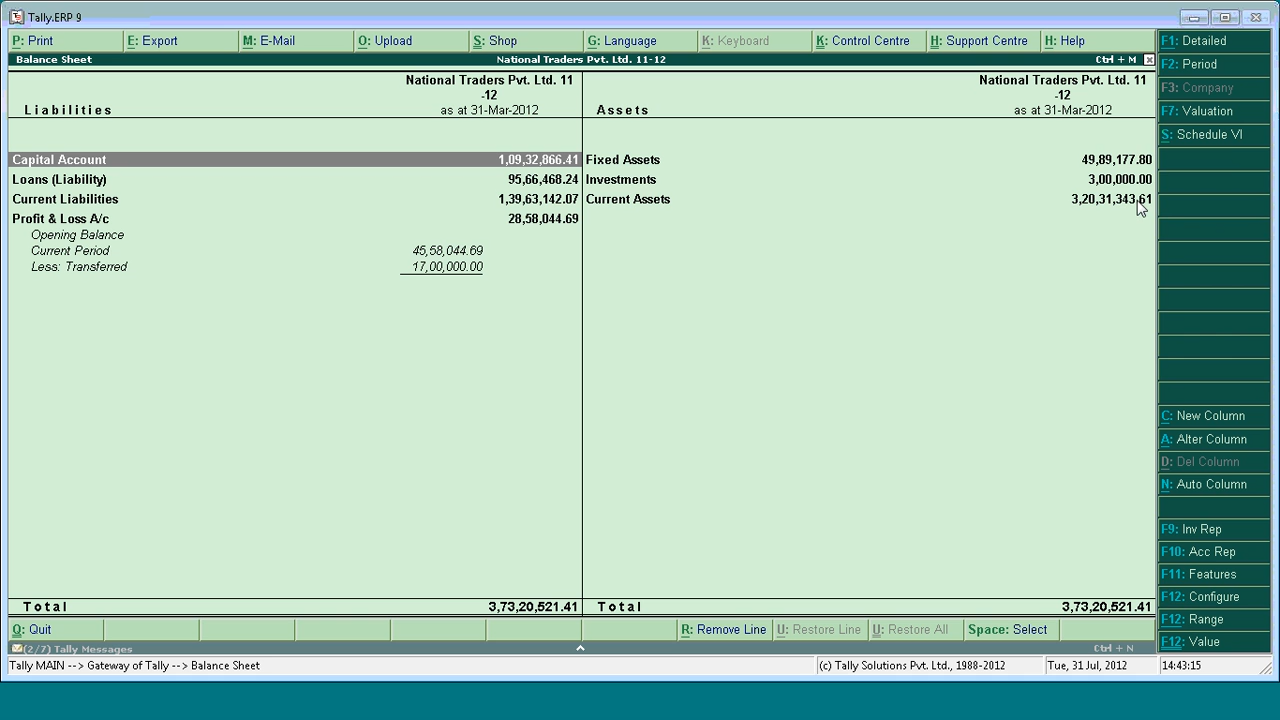 Tally.ERP 9
P: Print E: Export M: E-Mail O: Upload S: Shop G: Language K: Keyboard K: Control Centre H: Support Centre H: Help
Balance Sheet National Traders Pvt. Ltd. 11-12 Ctrl + M
National Traders Pvt. Ltd. 11
-12
Liabilities as at 31-Mar-2012
National Traders Pvt. Ltd. 11
-12
Assets as at 31-Mar-2012
Capital Account 1,09,32,866.41
Loans (Liability) 95,66,468.24
Current Liabilities 1,39,63,142.07
Profit & Loss A/c 28,58,044.69
Opening Balance
Current Period 45,58,044.69
Less: Transferred 17,00,000.00
Fixed Assets 49,89,177.80
Investments 3,00,000.00
Current Assets 3,20,31,343.61
Total 3,73,20,521.41
Total 3,73,20,521.41
F1: Detailed
F2: Period
F3: Company
F7: Valuation
S: Schedule VI
C: New Column
A: Alter Column
D: Del Column
N: Auto Column
F9: Inv Rep
F10: Acc Rep
F11: Features
F12: Configure
F12: Range
F12: Value
Q: Quit R: Remove Line U: Restore Line U: Restore All Space: Select
(2/7) Tally Messages Ctrl + N
Tally MAIN --> Gateway of Tally --> Balance Sheet (c) Tally Solutions Pvt. Ltd., 1988-2012 Tue, 31 Jul, 2012 14:43:15